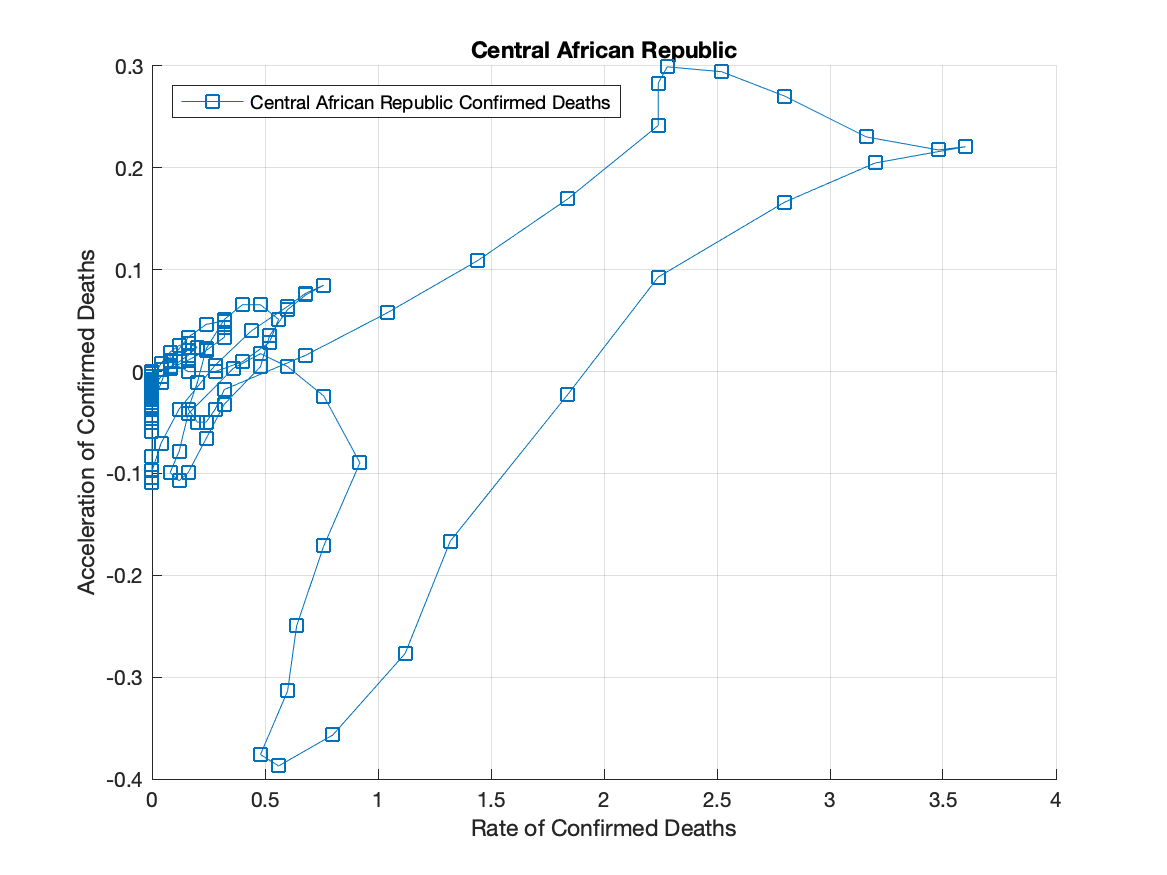 Central African Republic
Central African Republic Confirmed Deaths
0.3
0.2
0.1
0
-0.1
-0.2
-0.3
-0.4
Acceleration of Confirmed Deaths
0 0.5 1 1.5 2 2.5 3 3.5 4
Rate of Confirmed Deaths